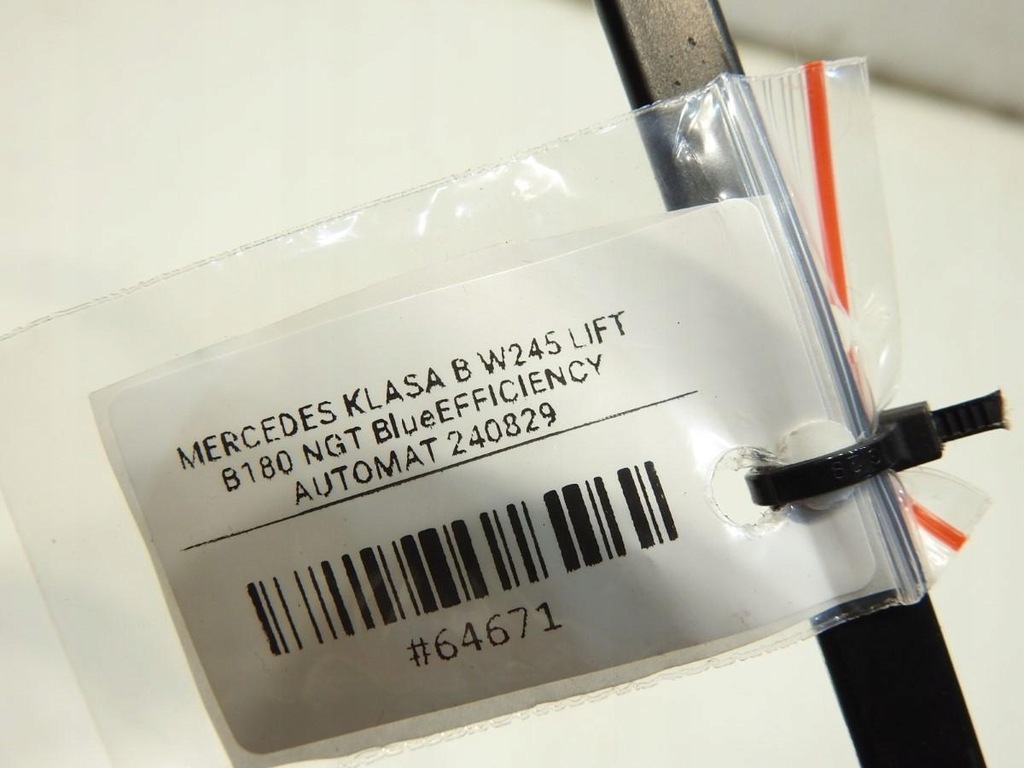 MERCEDES KLASA B W245 LIFT
B180 NGT BlueEFFICIENCY
AUTOMAT 240829
#64671